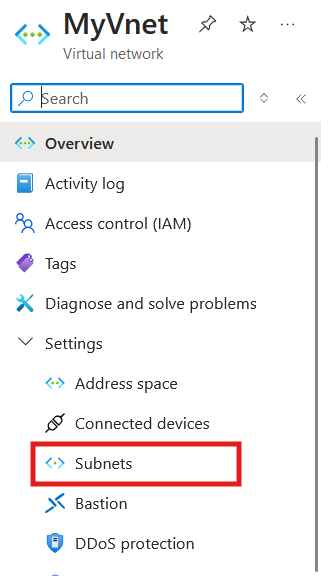 MyVnet
Virtual network
Search
Overview
Activity log
Access control (IAM)
Tags
Diagnose and solve problems
Settings
Address space
Connected devices
Subnets
Bastion
DDoS protection